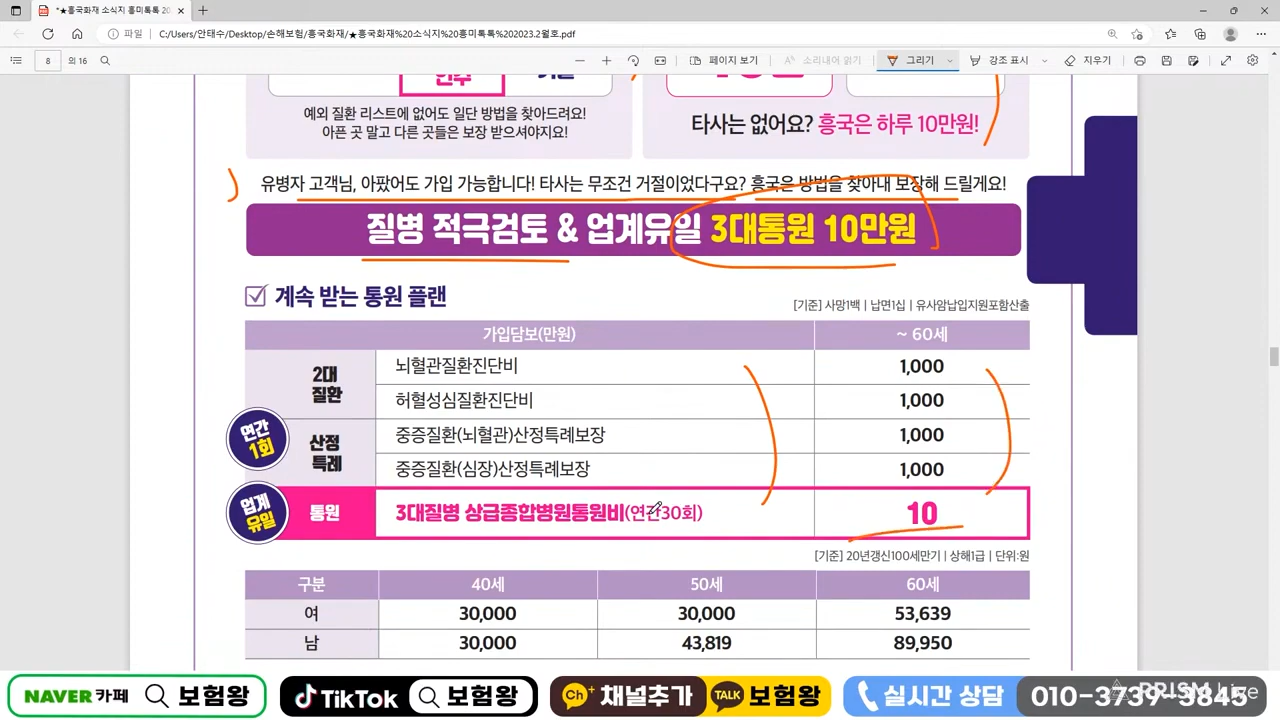 *★흥국화재 소식지 흥미톡톡 20
파일
C:/Users/안태수/Desktop/손해보험/흥국화재/★흥국화재%20소식지%20흥미톡톡%202023.2월호.pdf
8 의 16
페이지 보기
소리내어 읽기
그리기
강조 표시
지우기
예외 질환 리스트에 없어도 일단 방법을 찾아드려요!
아픈 곳 말고 다른 곳들은 보장 받으셔야지요!
타사는 없어요? 흥국은 하루 10만원!
유병자 고객님, 아팠어도 가입 가능합니다! 타사는 무조건 거절이었다구요? 흥국은 방법을 찾아내 보장해 드릴게요!
질병 적극검토 & 업계유일 3대통원 10만원
계속 받는 통원 플랜
[기준] 사망1백 | 납면1십 | 유사암납입지원포함산출
가입담보(만원) ~ 60세
2대 질환
뇌혈관질환진단비 1,000
허혈성심질환진단비 1,000
연간 1회
산정 특례
중증질환(뇌혈관)산정특례보장 1,000
중증질환(심장)산정특례보장 1,000
업계 유일
통원 3대질병 상급종합병원통원비(연간30회) 10
[기준] 20년갱신100세만기 | 상해1급 | 단위:원
구분 40세 50세 60세
여 30,000 30,000 53,639
남 30,000 43,819 89,950
NAVER 카페 보험왕
TikTok 보험왕
Ch+ 채널추가 TALK 보험왕
실시간 상담 010-3739-5845
PRISM Live